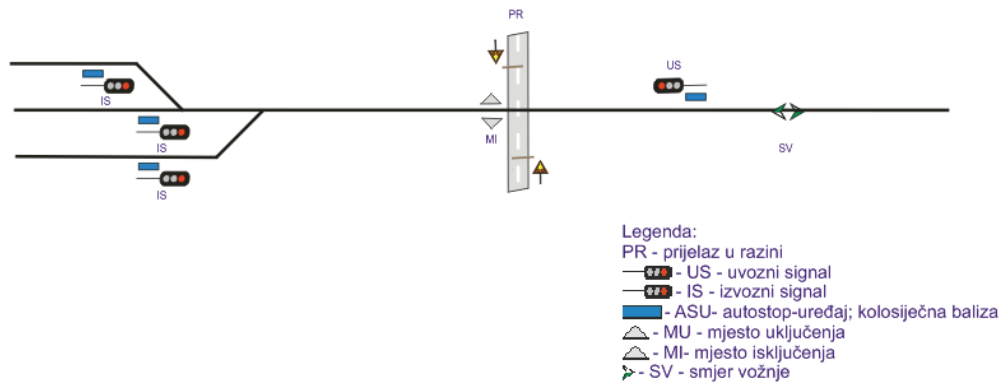 PR
US
IS
IS
MI
SV
IS
Legenda:
PR - prijelaz u razini
- US - uvozni signal
- IS - izvozni signal
- ASU- autostop-uređaj; kolosiječna baliza
- MU - mjesto uključenja
- MI- mjesto isključenja
- SV - smjer vožnje